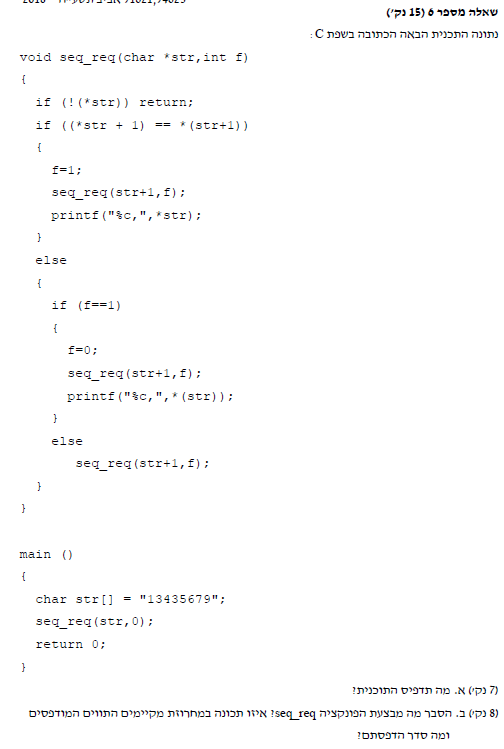 שאלה מספר 6 (15 נק')
נתונה התכנית הבאה הכתובה בשפת C :
void seq_req(char *str,int f)
{
if (!(*str)) return;
if ((*str + 1) == *(str+1))
{
f=1;
seq_req(str+1,f);
printf("%c,",*str);
}
else
{
if (f==1)
{
f=0;
seq_req(str+1,f);
printf("%c,",*(str));
}
else
seq_req(str+1,f);
}
}
main ()
{
char str[] = "13435679";
seq_req(str,0);
return 0;
}
(7 נק') א. מה תדפיס התוכנית?
(8 נק') ב. הסבר מה מבצעת הפונקציה seq_req? איזו תכונה במחרוזת מקיימים התווים המודפסים
ומה סדר הדפסתם?